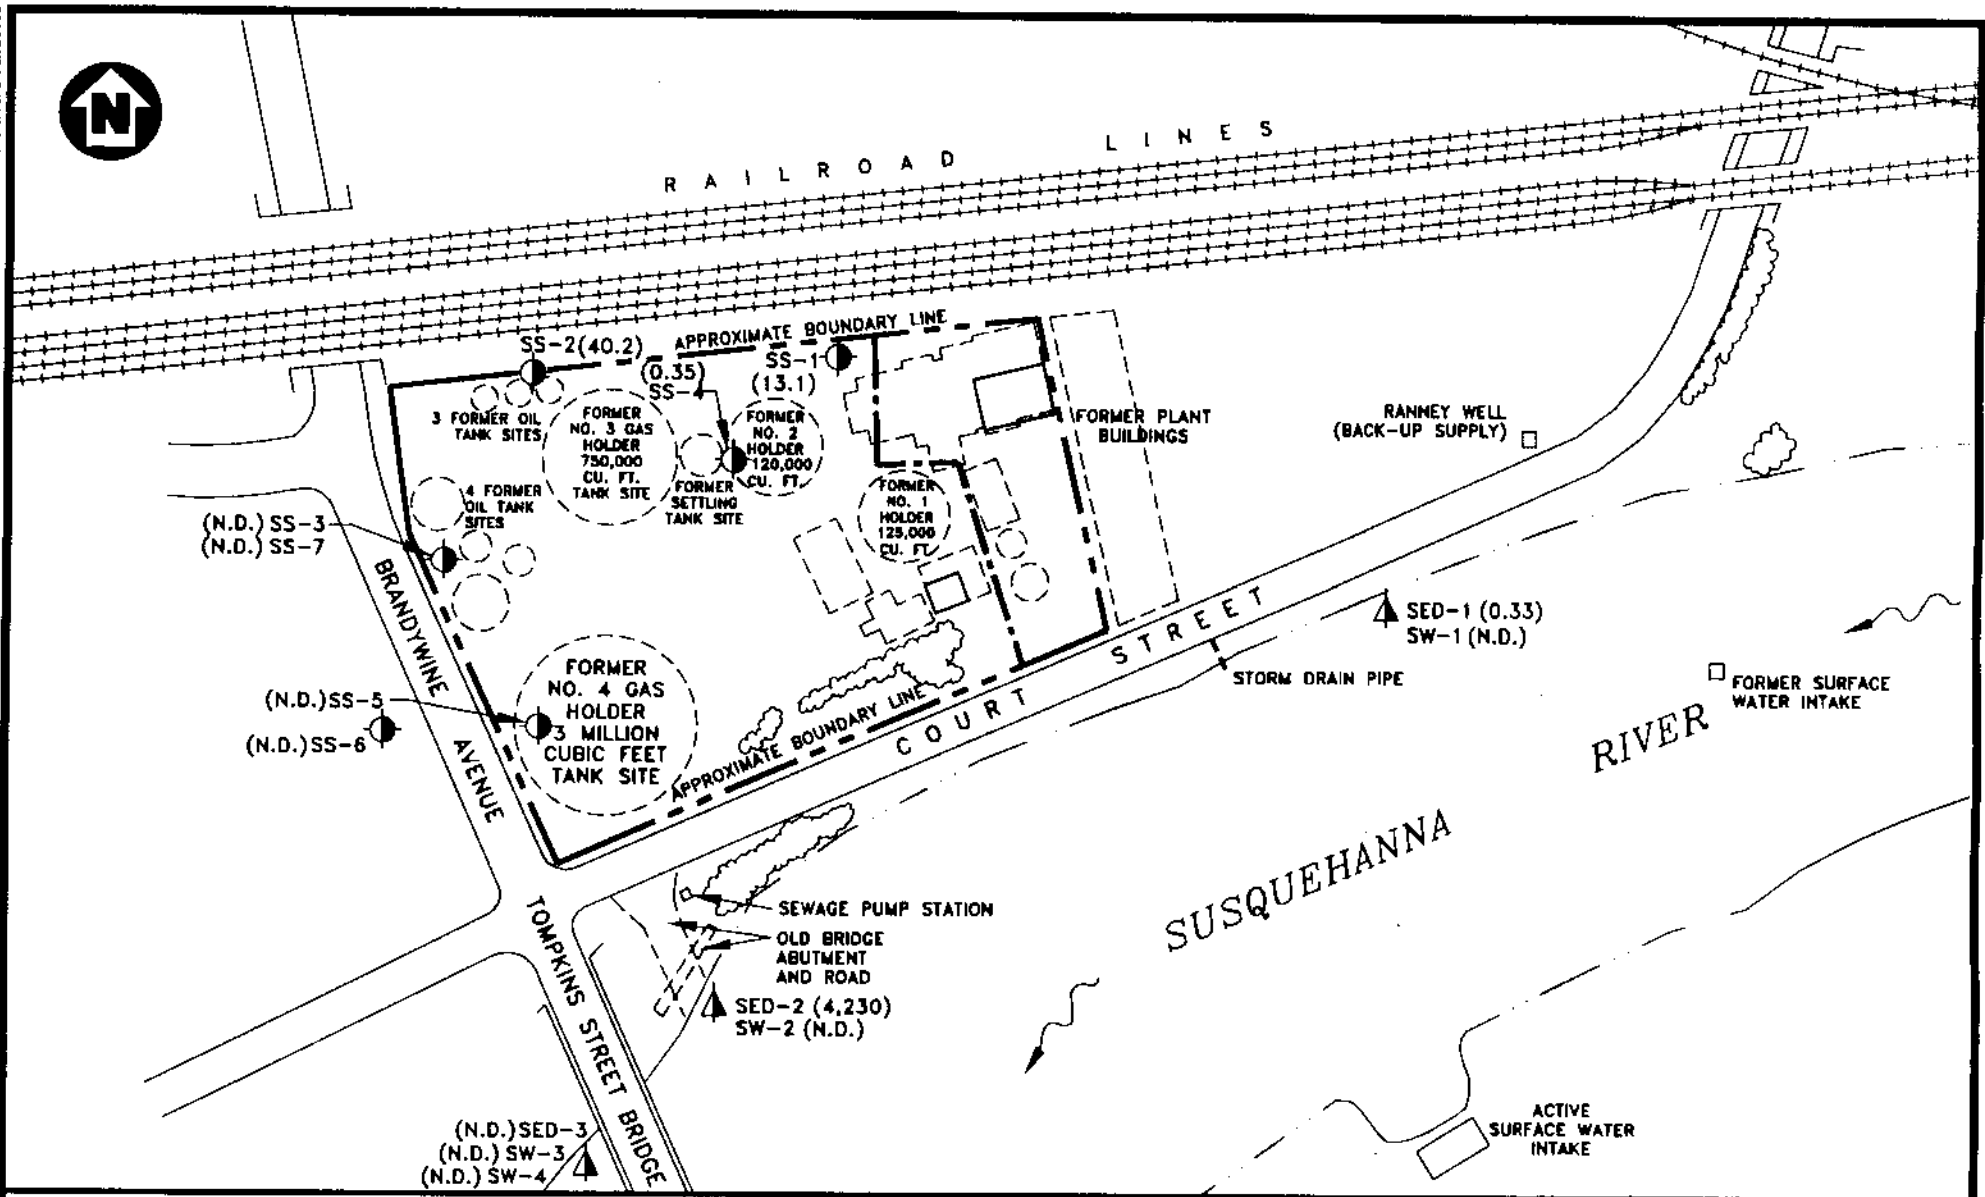 N
RAILROAD LINES
APPROXIMATE BOUNDARY LINE
SS-2(40.2)
(0.35)
SS-4
SS-1
(13.1)
3 FORMER OIL
TANK SITES
FORMER
NO. 3 GAS
HOLDER
750,000
CU. FT.
TANK SITE
FORMER
NO. 2
HOLDER
120,000
CU. FT.
FORMER PLANT
BUILDINGS
RANNEY WELL
(BACK-UP SUPPLY)
4 FORMER
OIL TANK
SITES
FORMER
SETTLING
TANK SITE
FORMER
NO. 1
HOLDER
125,000
CU. FT.
(N.D.) SS-3
(N.D.) SS-7
BRANDYWINE
AVENUE
(N.D.)SS-5
(N.D.)SS-6
FORMER
NO. 4 GAS
HOLDER
3 MILLION
CUBIC FEET
TANK SITE
APPROXIMATE BOUNDARY LINE
COURT STREET
SED-1 (0.33)
SW-1 (N.D.)
STORM DRAIN PIPE
FORMER SURFACE
WATER INTAKE
SUSQUEHANNA RIVER
SEWAGE PUMP STATION
OLD BRIDGE
ABUTMENT
AND ROAD
SED-2 (4,230)
SW-2 (N.D.)
TOMPKINS STREET BRIDGE
(N.D.)SED-3
(N.D.) SW-3
(N.D.) SW-4
ACTIVE
SURFACE WATER
INTAKE